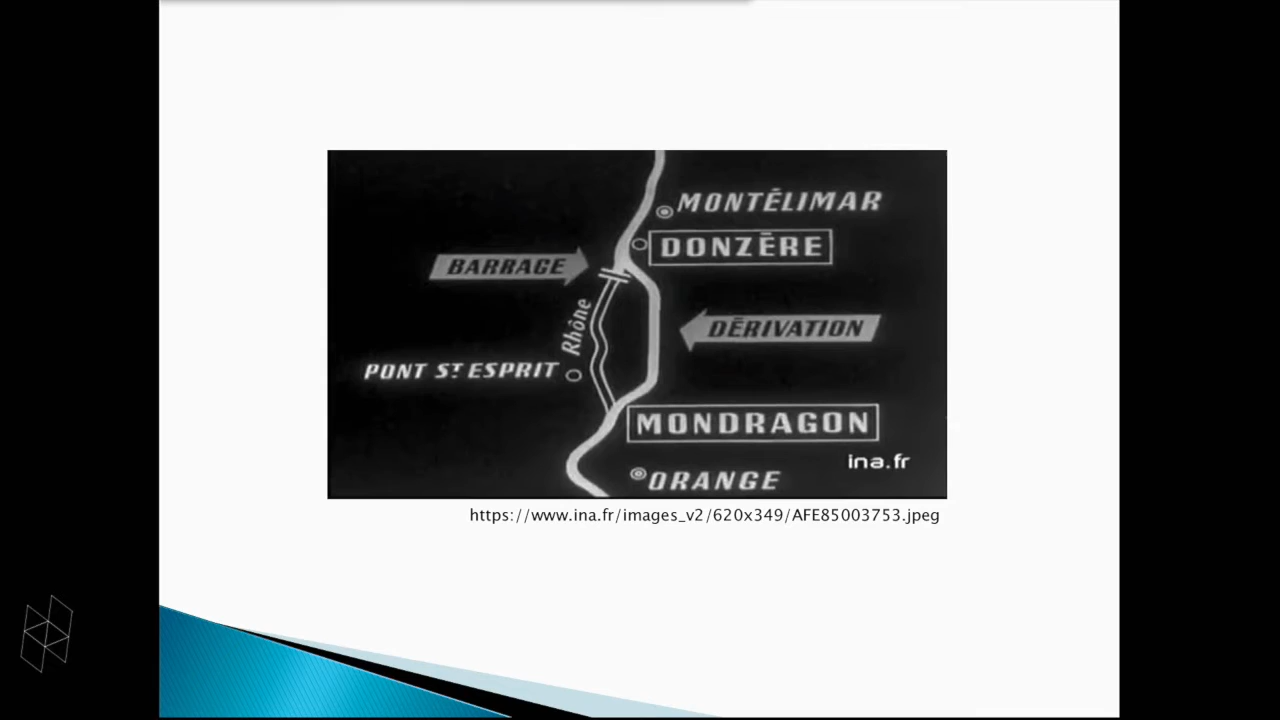 MONTÉLIMAR
DONZÈRE
BARRAGE
Rhône
DÉRIVATION
PONT ST ESPRIT
MONDRAGON
ina.fr
ORANGE
https://www.ina.fr/images_v2/620x349/AFE85003753.jpeg